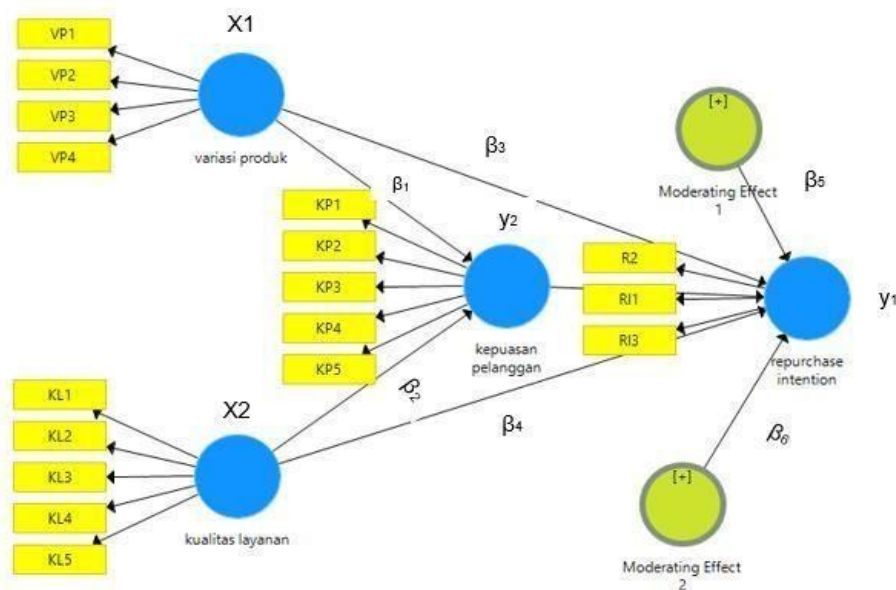 X1
VP1
VP2
VP3
VP4
variasi produk
β1
β3
[+]
Moderating Effect
1
β5
KP1
KP2
KP3
KP4
KP5
y2
kepuasan
pelanggan
R2
RI1
RI3
y1
repurchase
intention
β2
X2
KL1
KL2
KL3
KL4
KL5
kualitas layanan
β4
β6
[+]
Moderating Effect
2